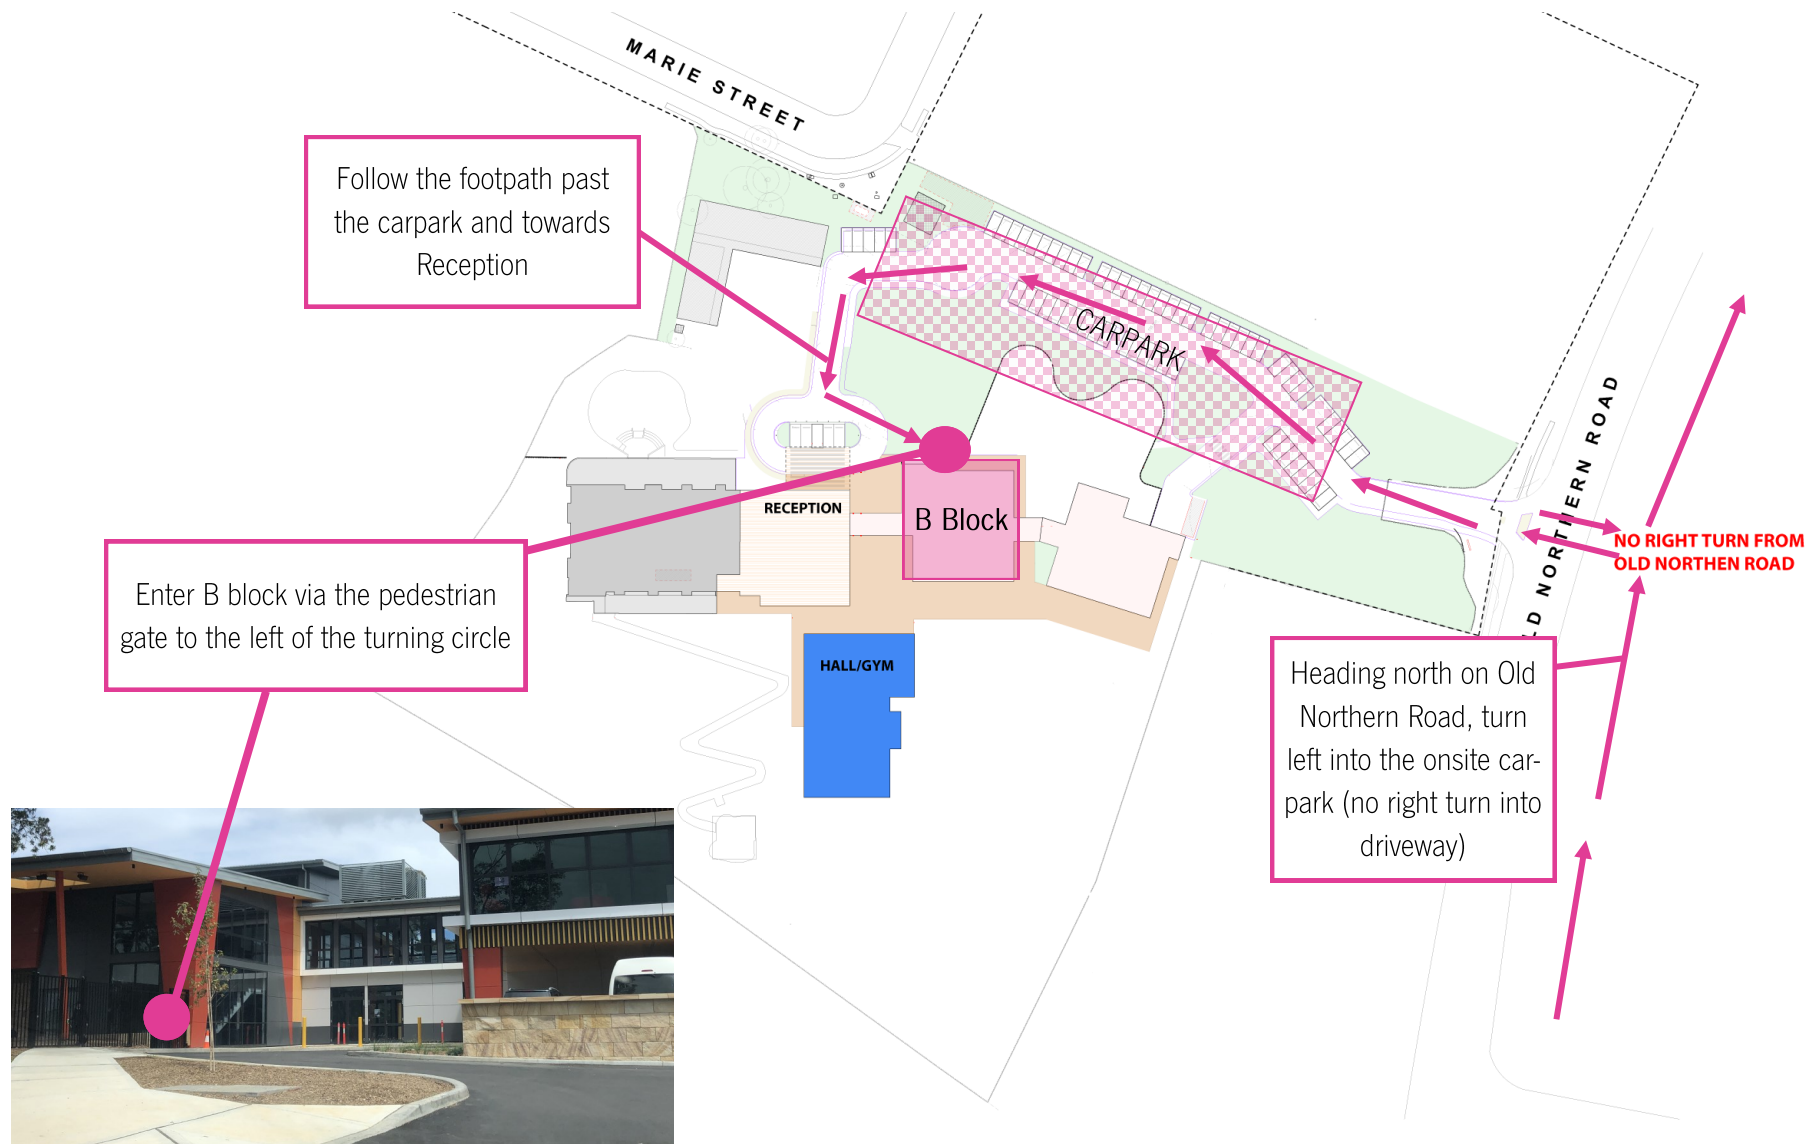 MARIE STREET
Follow the footpath past
the carpark and towards
Reception
CARPARK
OLD NORTHERN ROAD
NO RIGHT TURN FROM
OLD NORTHEN ROAD
RECEPTION
B Block
Enter B block via the pedestrian
gate to the left of the turning circle
HALL/GYM
Heading north on Old
Northern Road, turn
left into the onsite car-
park (no right turn into
driveway)